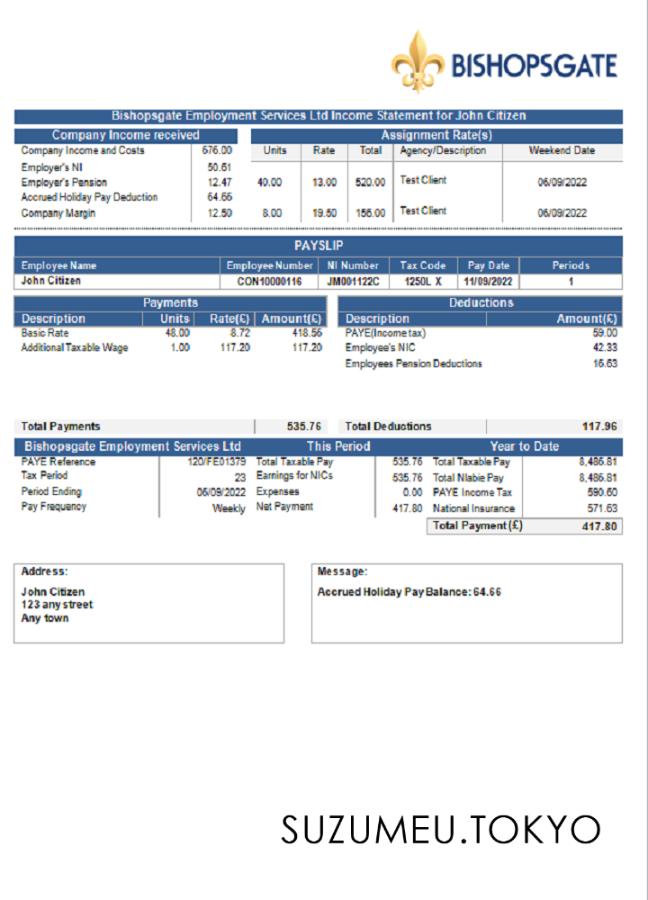 BISHOPSGATE
Bishopsgate Employment Services Ltd Income Statement for John Citizen
Company Income received
Assignment Rate(s)
Company Income and Costs 676.00
Units Rate Total Agency/Description Weekend Date
Employer's NI 50.61
Employer's Pension 12.47
40.00 13.00 520.00 Test Client 06/09/2022
Accrued Holiday Pay Deduction 64.66
Company Margin 12.50
8.00 19.50 156.00 Test Client 06/09/2022
PAYSLIP
Employee Name Employee Number NI Number Tax Code Pay Date Periods
John Citizen CON10000116 JM001122C 1250L X 11/09/2022 1
Payments Deductions
Description Units Rate(£) Amount(£) Description Amount(£)
Basic Rate 48.00 8.72 418.56 PAYE(Income tax) 59.00
Additional Taxable Wage 1.00 117.20 117.20 Employee's NIC 42.33
Employees Pension Deductions 16.63
Total Payments 535.76 Total Deductions 117.96
Bishopsgate Employment Services Ltd This Period Year to Date
PAYE Reference 120/FE01379 Total Taxable Pay 535.76 Total Taxable Pay 8,486.81
Tax Period 23 Earnings for NICs 535.76 Total Niable Pay 8,486.81
Period Ending 06/09/2022 Expenses 0.00 PAYE Income Tax 590.60
Pay Frequency Weekly Net Payment 417.80 National Insurance 571.63
Total Payment (£) 417.80
Address:
John Citizen
123 any street
Any town
Message:
Accrued Holiday Pay Balance: 64.66
SUZUMEU.TOKYO